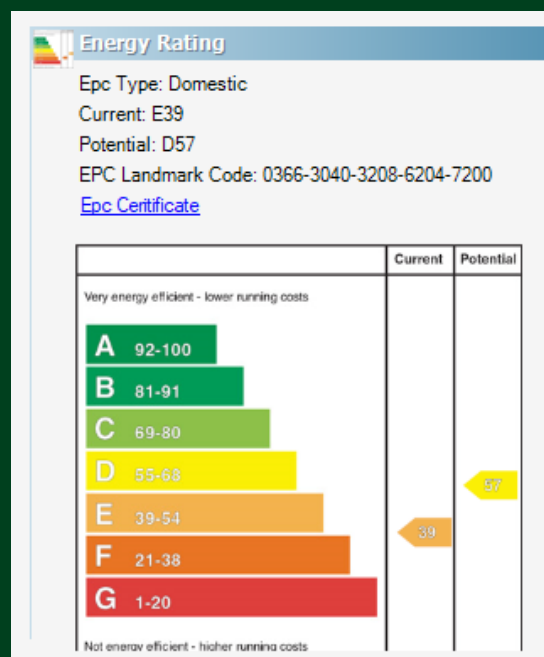 Energy Rating
Epc Type: Domestic
Current: E39
Potential: D57
EPC Landmark Code: 0366-3040-3208-6204-7200
Epc Ceritificate
Current Potential
Very energy efficient - lower running costs
A 92-100
B 81-91
C 69-80
D 55-68
57
E 39-54
39
F 21-38
G 1-20
Not energy efficient - higher running costs